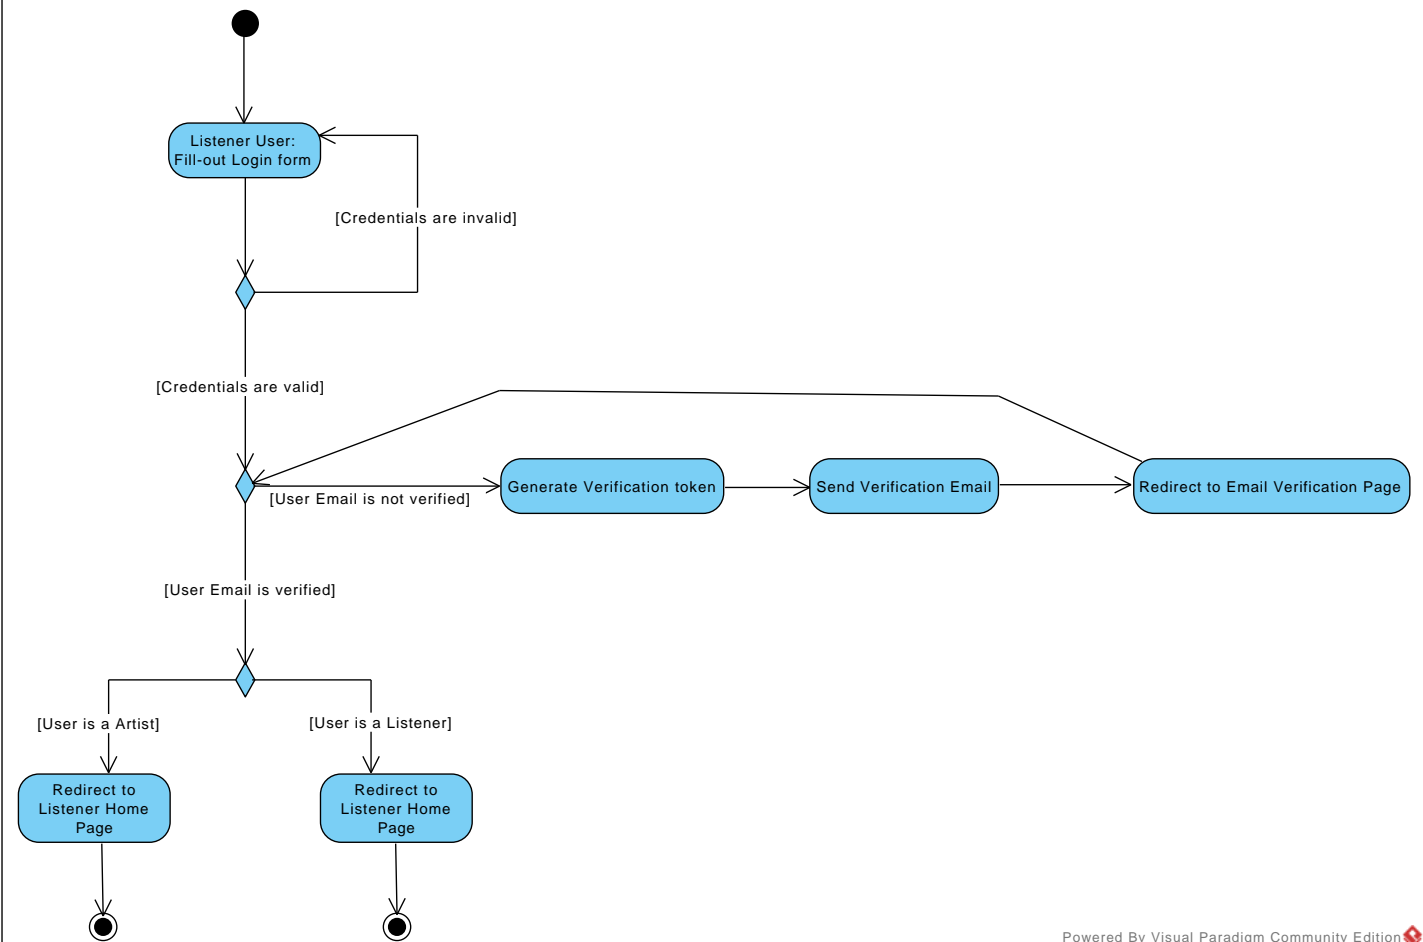 Listener User:
Fill-out Login form
[Credentials are invalid]
[Credentials are valid]
Generate Verification token
Send Verification Email
Redirect to Email Verification Page
[User Email is not verified]
[User Email is verified]
[User is a Artist]
[User is a Listener]
Redirect to
Listener Home
Page
Redirect to
Listener Home
Page
Powered By Visual Paradigm Community Edition